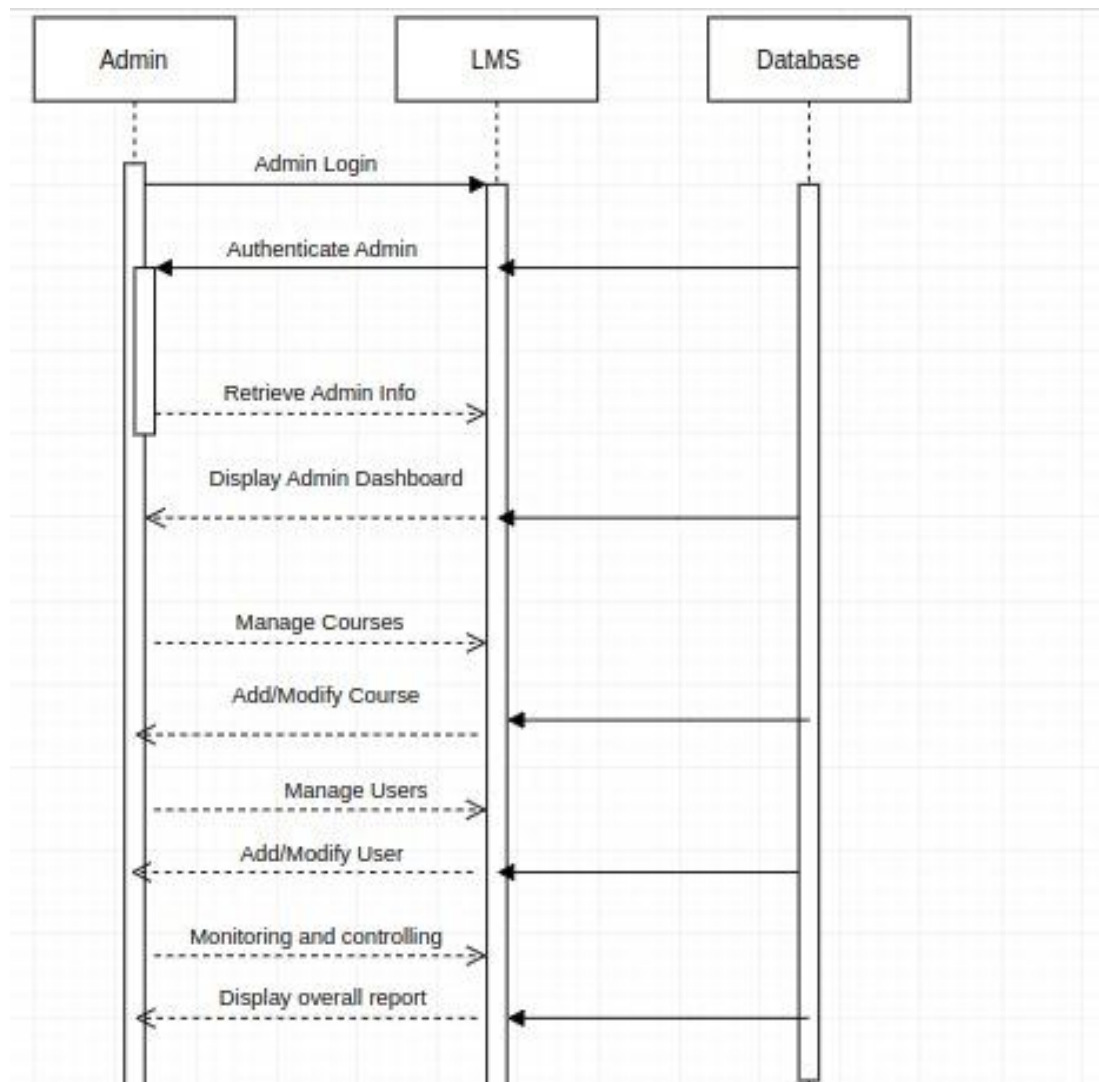 Admin
LMS
Database
Admin Login
Authenticate Admin
Retrieve Admin Info
Display Admin Dashboard
Manage Courses
Add/Modify Course
Manage Users
Add/Modify User
Monitoring and controlling
Display overall report